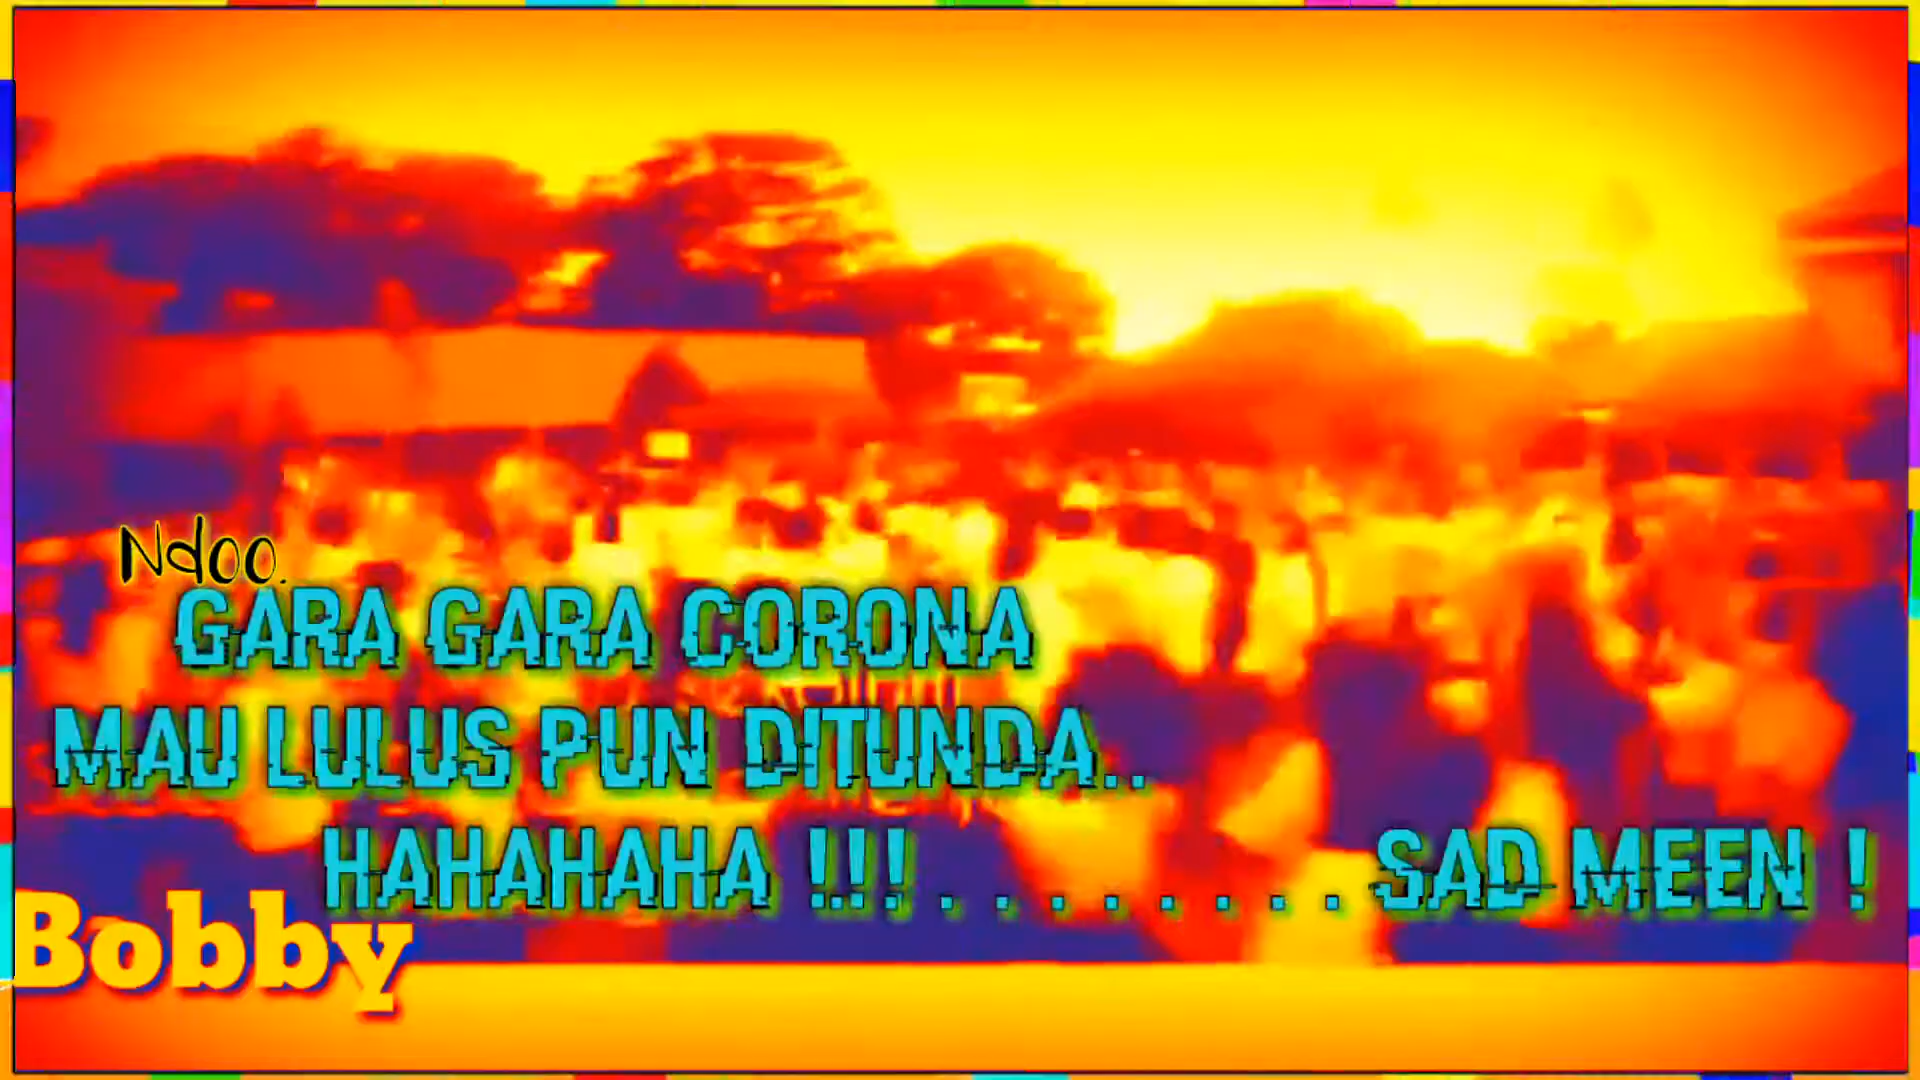 Ndoo.
GARA GARA CORONA
MAU LULUS PUN DITUNDA..
HAHAHAHA !!! . . . . . . . . SAD MEEN !
Bobby